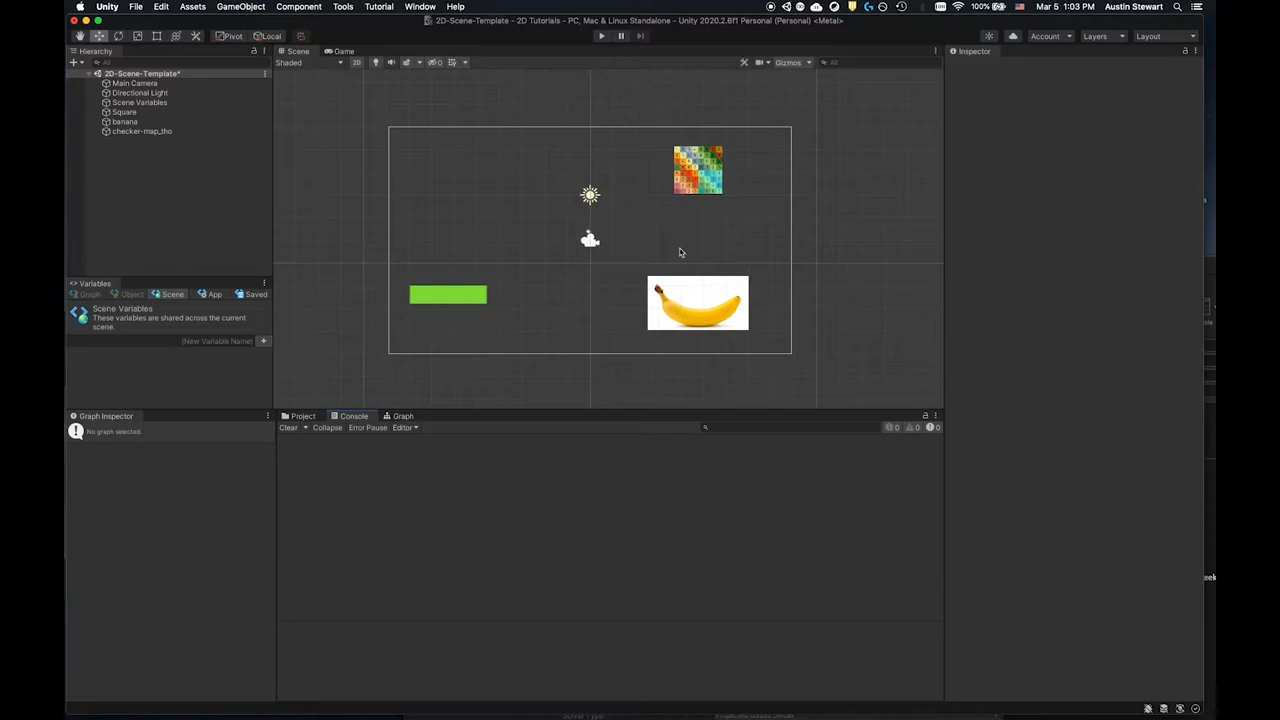 Unity File Edit Assets GameObject Component Tools Tutorial Window Help 100% Mar 5 1:03 PM Austin Stewart
2D-Scene-Template - 2D Tutorials - PC, Mac & Linux Standalone - Unity 2020.2.6f1 Personal (Personal) <Metal>
Pivot Local Account Layers Layout
Hierarchy Scene Game Inspector
All Shaded 2D 0 Gizmos All
2D-Scene-Template*
Main Camera
Directional Light
Scene Variables
Square
banana
checker-map_tho
Variables
Graph Object Scene App Saved
Scene Variables
These variables are shared across the current
scene.
(New Variable Name) +
Graph Inspector Project Console Graph
Clear Collapse Error Pause Editor 0 0 0
No graph selected.